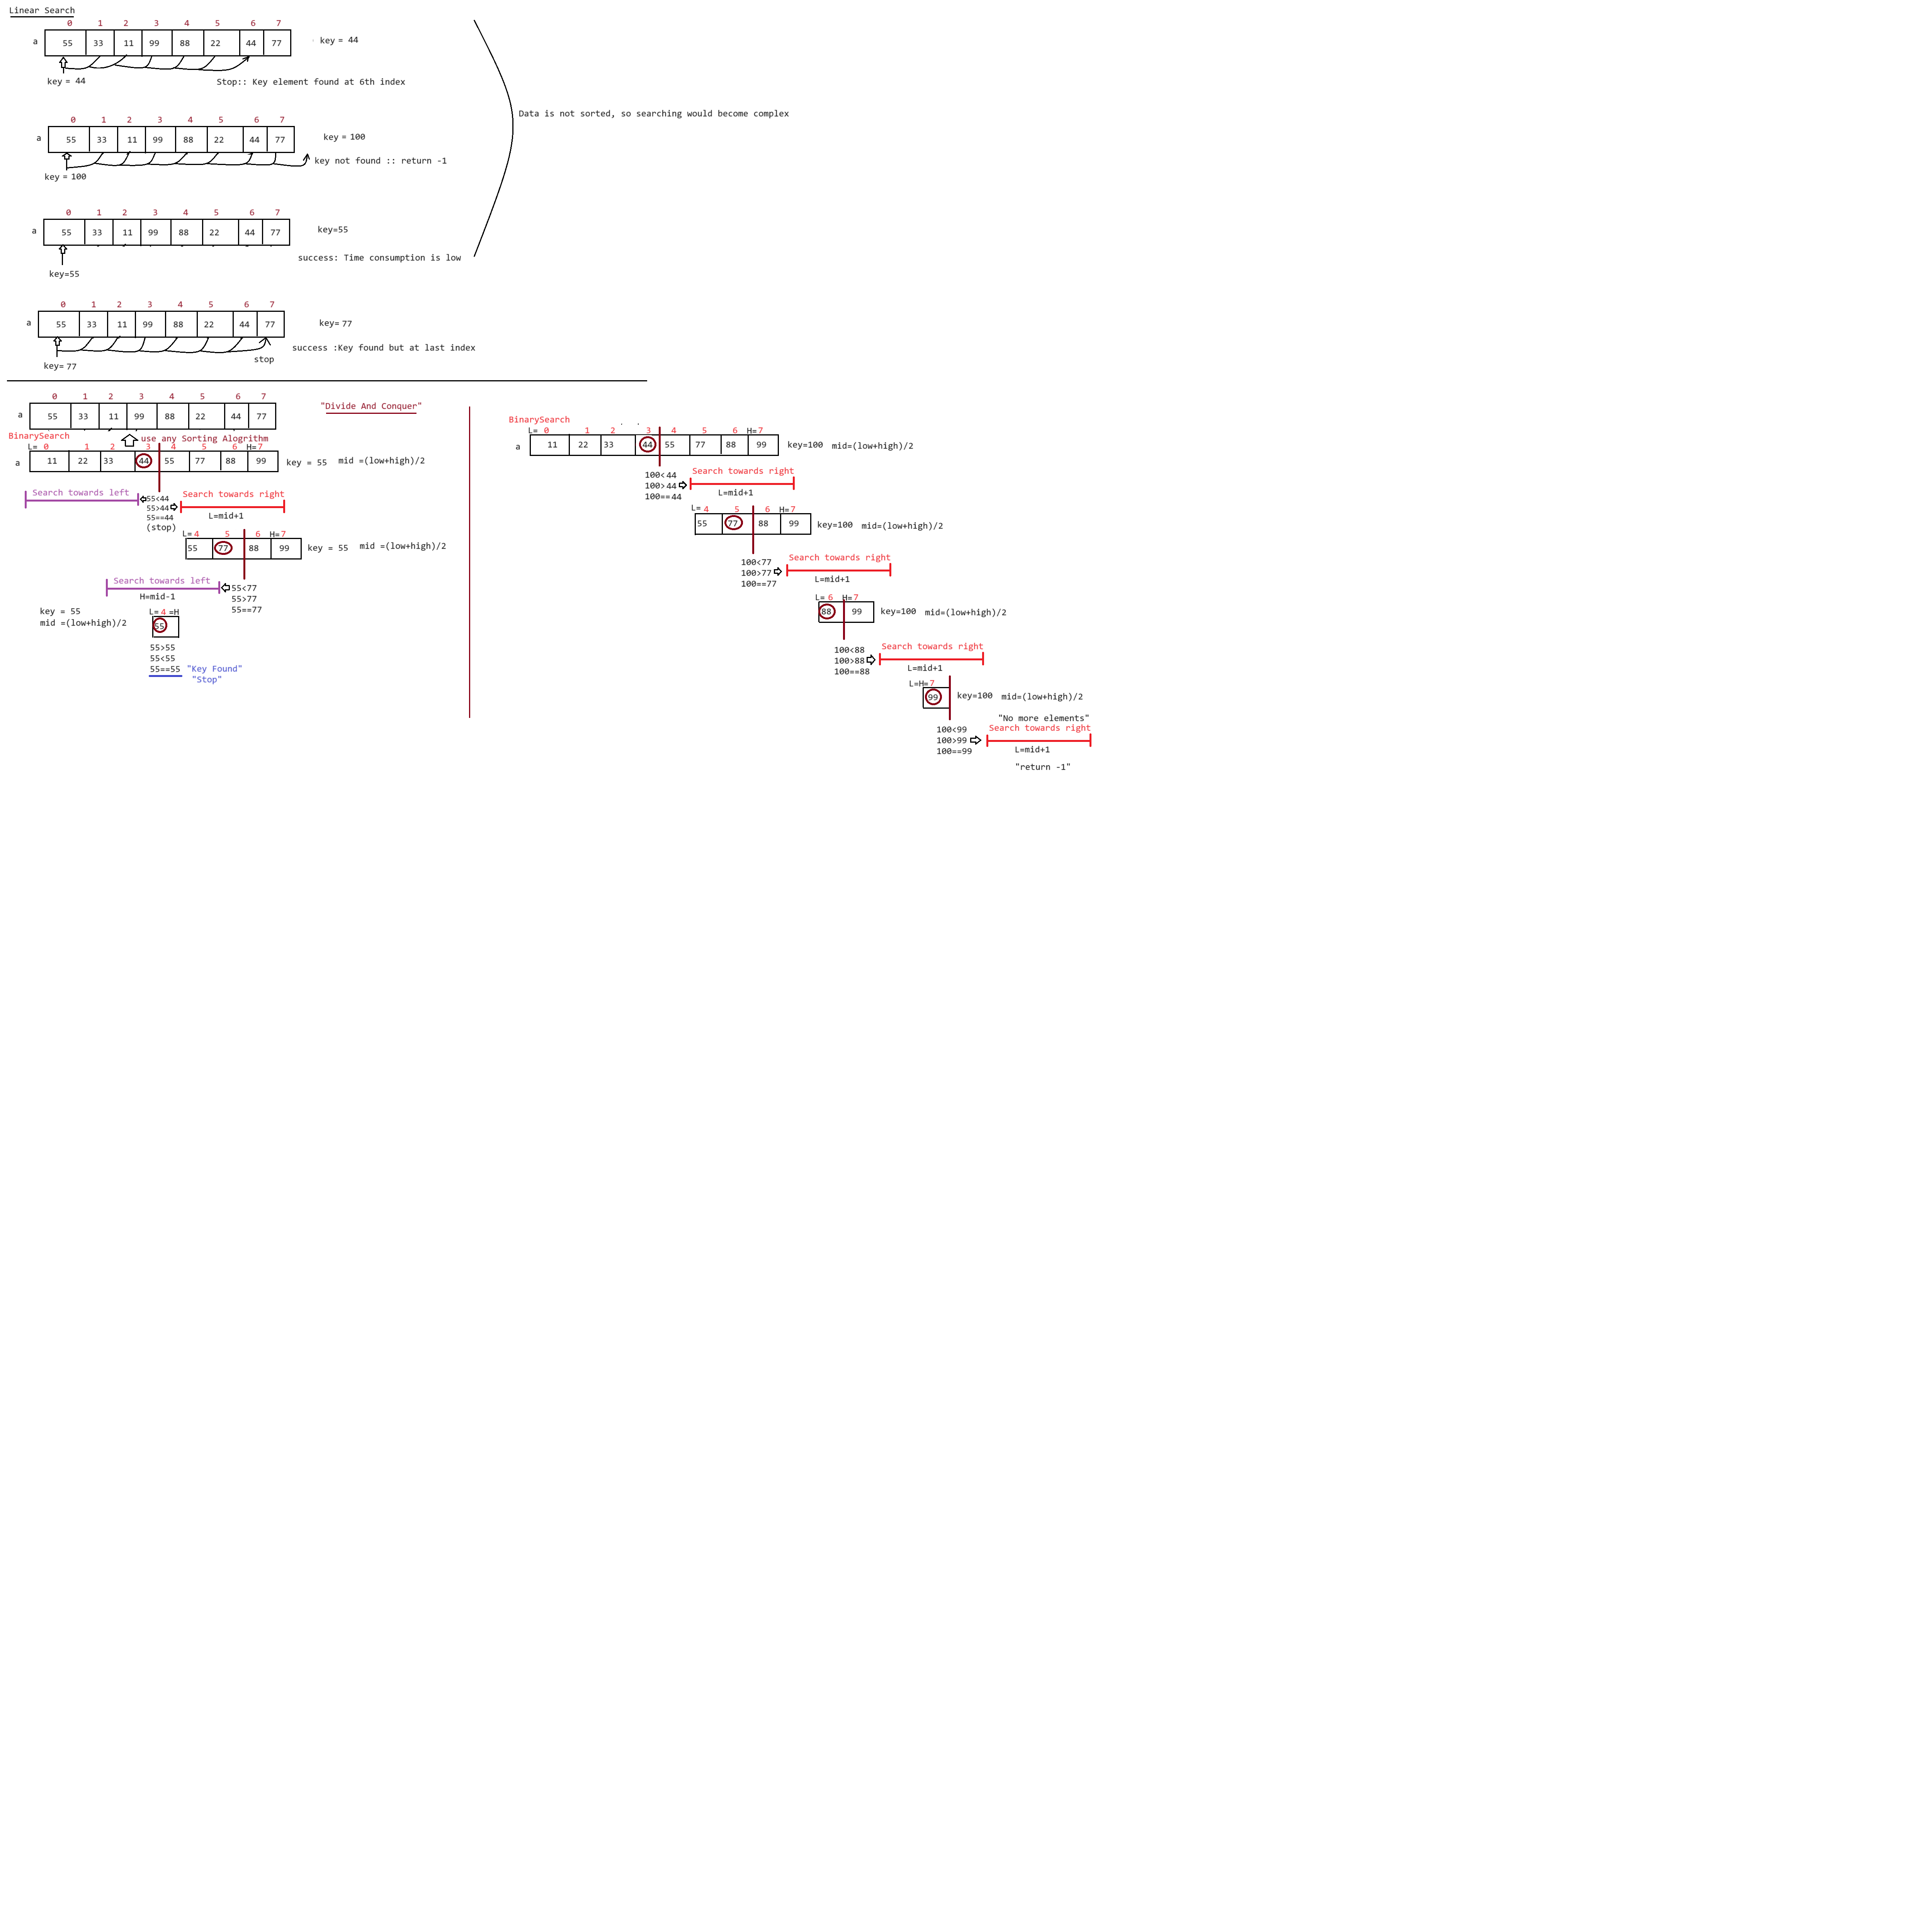 Linear Search
0 1 2 3 4 5 6 7
a 55 33 11 99 88 22 44 77 key = 44
key = 44
Stop:: Key element found at 6th index
Data is not sorted, so searching would become complex
0 1 2 3 4 5 6 7
a 55 33 11 99 88 22 44 77 key = 100
key not found :: return -1
key = 100
0 1 2 3 4 5 6 7
a 55 33 11 99 88 22 44 77 key=55
success: Time consumption is low
key=55
0 1 2 3 4 5 6 7
a 55 33 11 99 88 22 44 77 key= 77
success :Key found but at last index
stop
key= 77
0 1 2 3 4 5 6 7
a 55 33 11 99 88 22 44 77
"Divide And Conquer"
use any Sorting Alogrithm
BinarySearch
L= 0 1 2 3 4 5 6 H=7
a 11 22 33 44 55 77 88 99 key = 55 mid =(low+high)/2
Search towards left
55<44
55>44
55==44
(stop)
Search towards right
L=mid+1
L= 4 5 6 H=7
55 77 88 99 key = 55 mid =(low+high)/2
Search towards left
H=mid-1
55<77
55>77
55==77
key = 55
mid =(low+high)/2
L= 4 =H
55
55>55
55<55
55==55 "Key Found"
"Stop"
BinarySearch
L= 0 1 2 3 4 5 6 H=7
a 11 22 33 44 55 77 88 99 key=100 mid=(low+high)/2
100<44
100>44
100==44
Search towards right
L=mid+1
L= 4 5 6 H=7
55 77 88 99 key=100 mid=(low+high)/2
100<77
100>77
100==77
Search towards right
L=mid+1
L= 6 H=7
88 99 key=100 mid=(low+high)/2
100<88
100>88
100==88
Search towards right
L=mid+1
L=H=7
99 key=100 mid=(low+high)/2
"No more elements"
100<99
100>99
100==99
Search towards right
L=mid+1
"return -1"